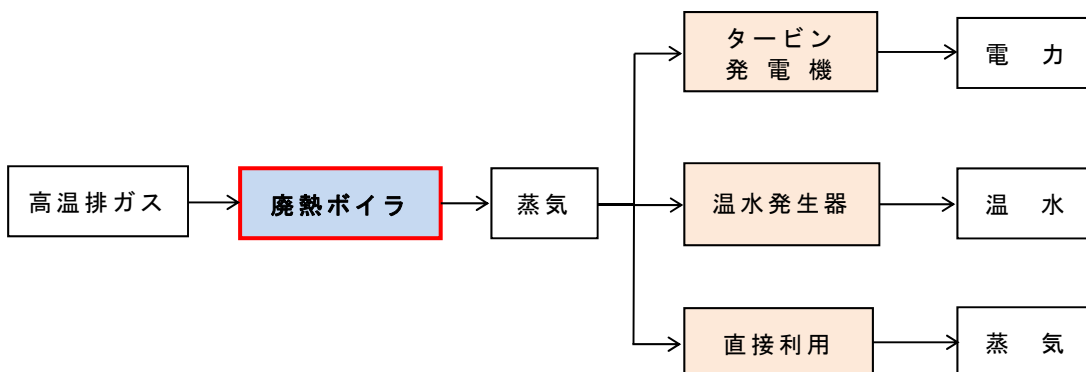 タービン
発電機
電力
高温排ガス
廃熱ボイラ
蒸気
温水発生器
温水
直接利用
蒸気